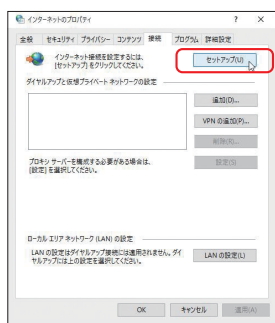 インターネットのプロパティ ? ×
全般 セキュリティ プライバシー コンテンツ 接続 プログラム 詳細設定
インターネット接続を設定するには、 セットアップ(U)
[セットアップ] をクリックしてください。
ダイヤルアップと仮想プライベート ネットワークの設定
追加(D)...
VPN の追加(P)...
削除(R)...
プロキシ サーバーを構成する必要がある場合は、 設定(S)
[設定] を選択してください。
ローカル エリア ネットワーク (LAN) の設定
LAN の設定はダイヤルアップ接続には適用されません。ダイ LAN の設定(L)
ヤルアップには上の設定を選択してください。
OK キャンセル 適用(A)